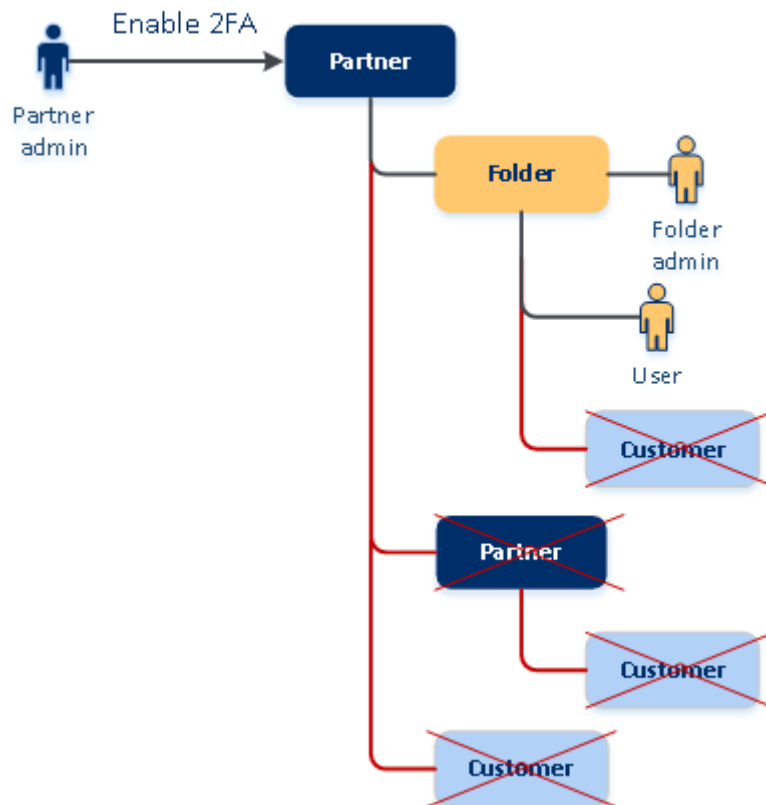 Enable 2FA
Partner
Partner
admin
Folder
Folder
admin
User
Customer
Partner
Customer
Customer